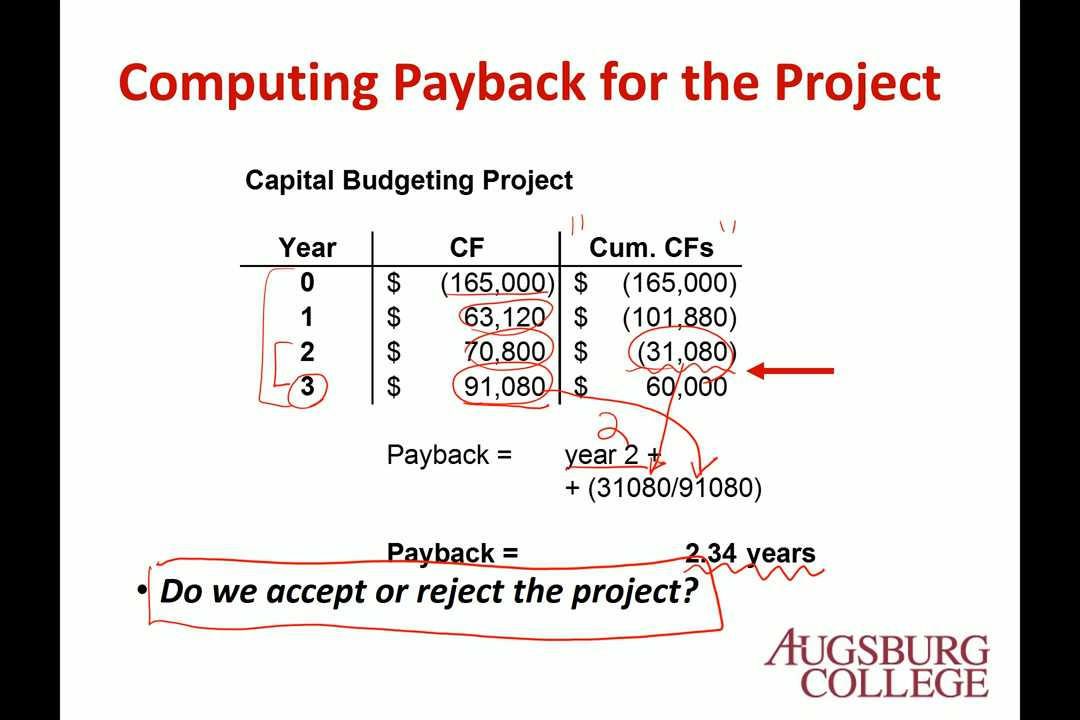 Computing Payback for the Project
Capital Budgeting Project
Year CF Cum. CFs
0 $ (165,000) $ (165,000)
1 $ 63,120 $ (101,880)
2 $ 70,800 $ (31,080)
3 $ 91,080 $ 60,000
2
Payback = year 2 +
+ (31080/91080)
Payback = 2.34 years
• Do we accept or reject the project?
AUGSBURG
COLLEGE